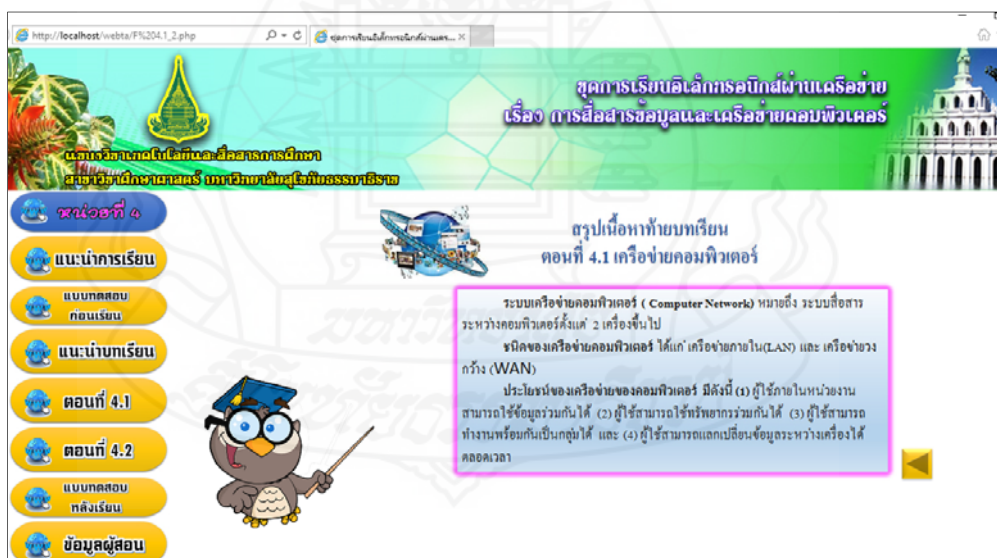 http://localhost/webta/F%204.1_2.php
ชุดการเรียนอิเล็กทรอนิกส์ผ่านเคร...
ชุดการเรียนอิเล็กทรอนิกส์ผ่านเครือข่าย
เรื่อง การสื่อสารข้อมูลและเครือข่ายคอมพิวเตอร์
แขนงวิชาเทคโนโลยีและสื่อสารการศึกษา
สาขาวิชาศึกษาศาสตร์ มหาวิทยาลัยสุโขทัยธรรมาธิราช
หน่วยที่ 4
แนะนำการเรียน
แบบทดสอบ
ก่อนเรียน
แนะนำบทเรียน
ตอนที่ 4.1
ตอนที่ 4.2
แบบทดสอบ
หลังเรียน
ข้อมูลผู้สอน
สรุปเนื้อหาท้ายบทเรียน
ตอนที่ 4.1 เครือข่ายคอมพิวเตอร์
ระบบเครือข่ายคอมพิวเตอร์ ( Computer Network) หมายถึง ระบบสื่อสาร
ระหว่างคอมพิวเตอร์ตั้งแต่ 2 เครื่องขึ้นไป
ชนิดของเครือข่ายคอมพิวเตอร์ ได้แก่ เครือข่ายภายใน(LAN) และ เครือข่ายวง
กว้าง (WAN)
ประโยชน์ของเครือข่ายของคอมพิวเตอร์ มีดังนี้ (1) ผู้ใช้ภายในหน่วยงาน
สามารถใช้ข้อมูลร่วมกันได้ (2) ผู้ใช้สามารถใช้ทรัพยากรร่วมกันได้ (3) ผู้ใช้สามารถ
ทำงานพร้อมกันเป็นกลุ่มได้ และ (4) ผู้ใช้สามารถแลกเปลี่ยนข้อมูลระหว่างเครื่องได้
ตลอดเวลา